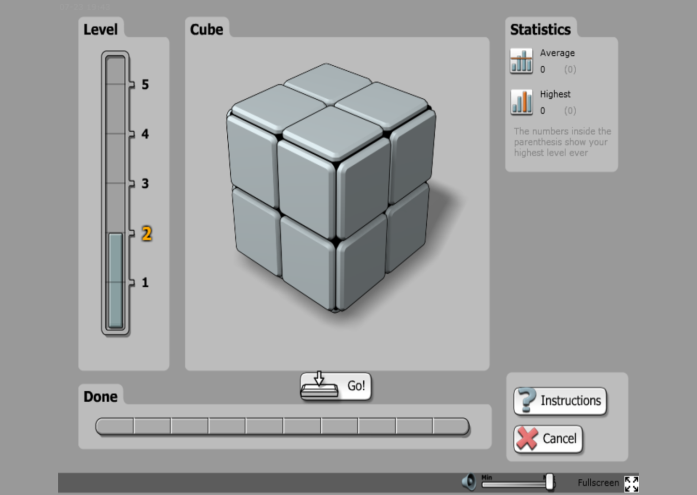 Level
Cube
Statistics
5
4
3
2
1
Average
0 (0)
Highest
0 (0)
The numbers inside the
parenthesis show your
highest level ever
Go!
Done
Instructions
Cancel
Min
Fullscreen